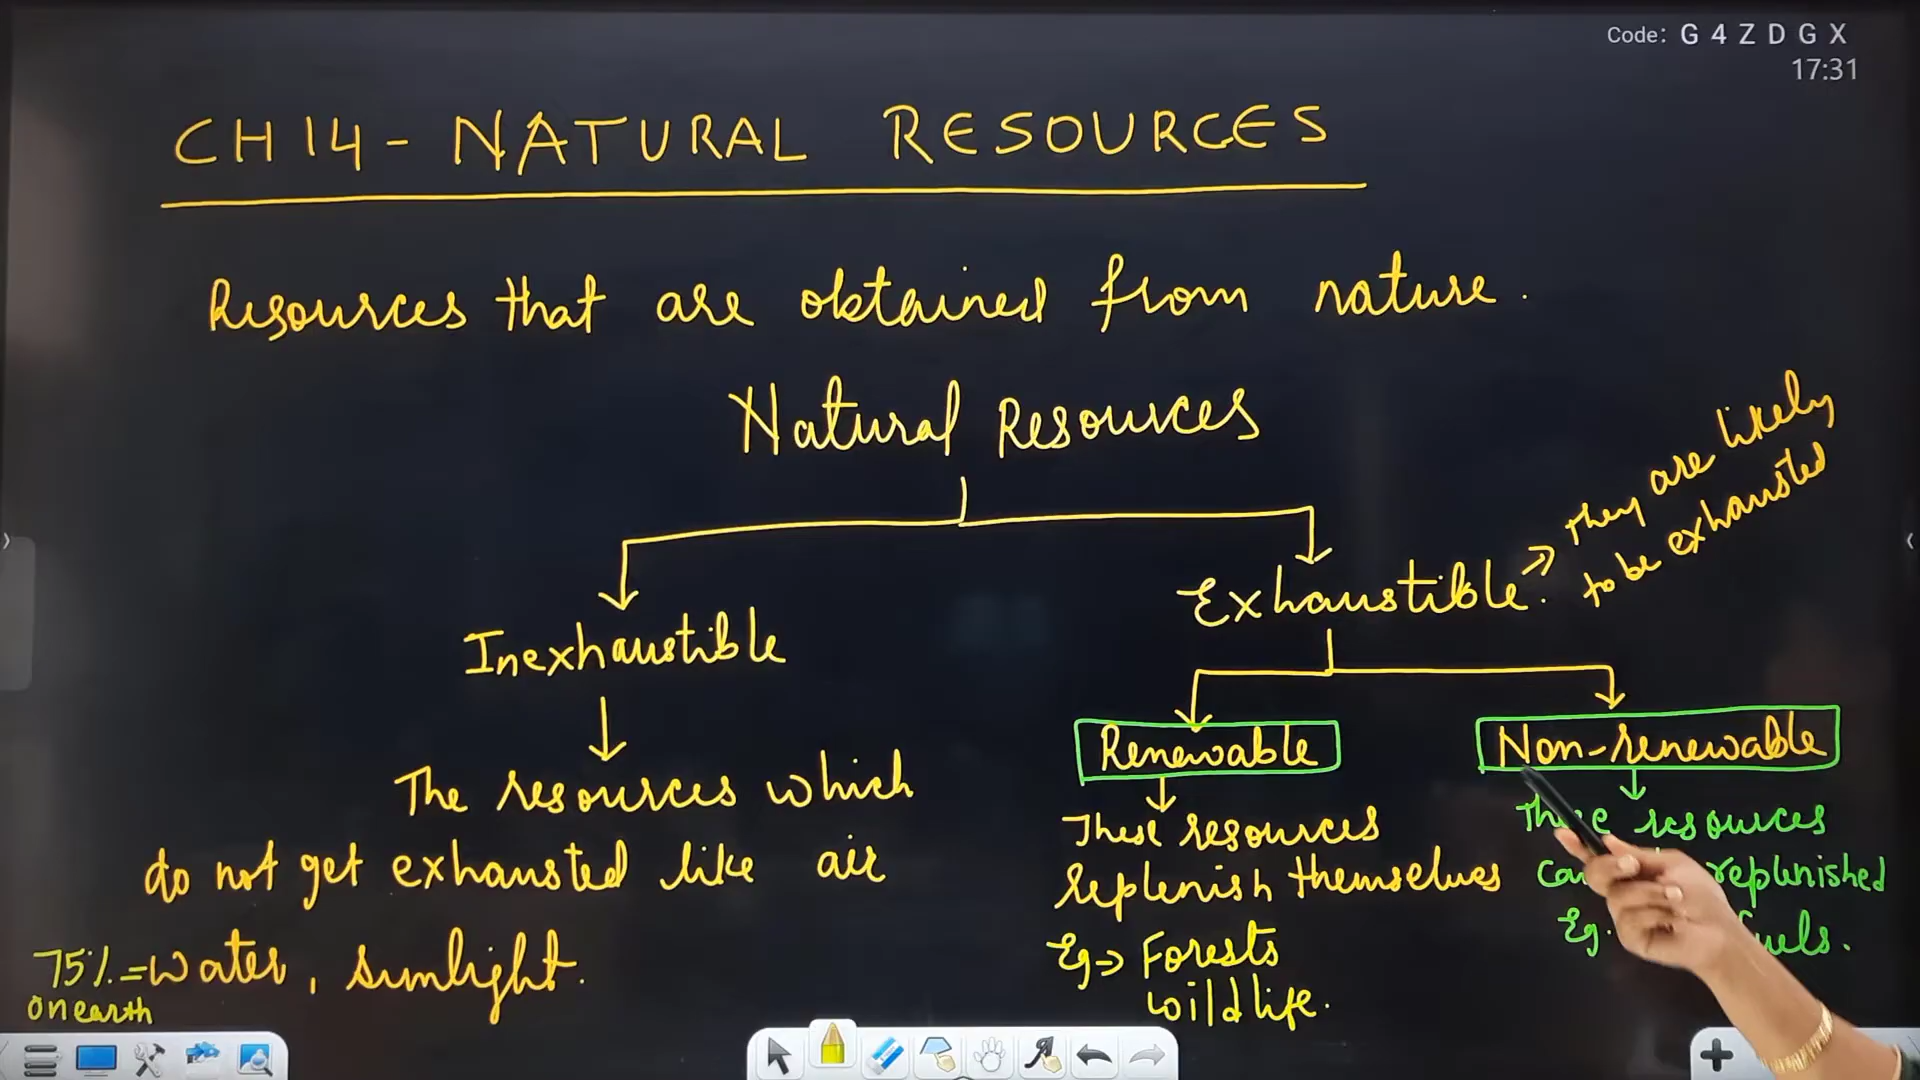 Code: G 4 Z D G X
17:31
CH 14 - NATURAL RESOURCES
Resources that are obtained from nature.
Natural Resources
Inexhaustible
The resources which
do not get exhausted like air
75% = water, sunlight.
on earth
Exhaustible. → They are likely
to be exhausted
Renewable
These resources
replenish themselves
Eg → Forests
wildlife.
Non-renewable
resources
replenished
Eg.